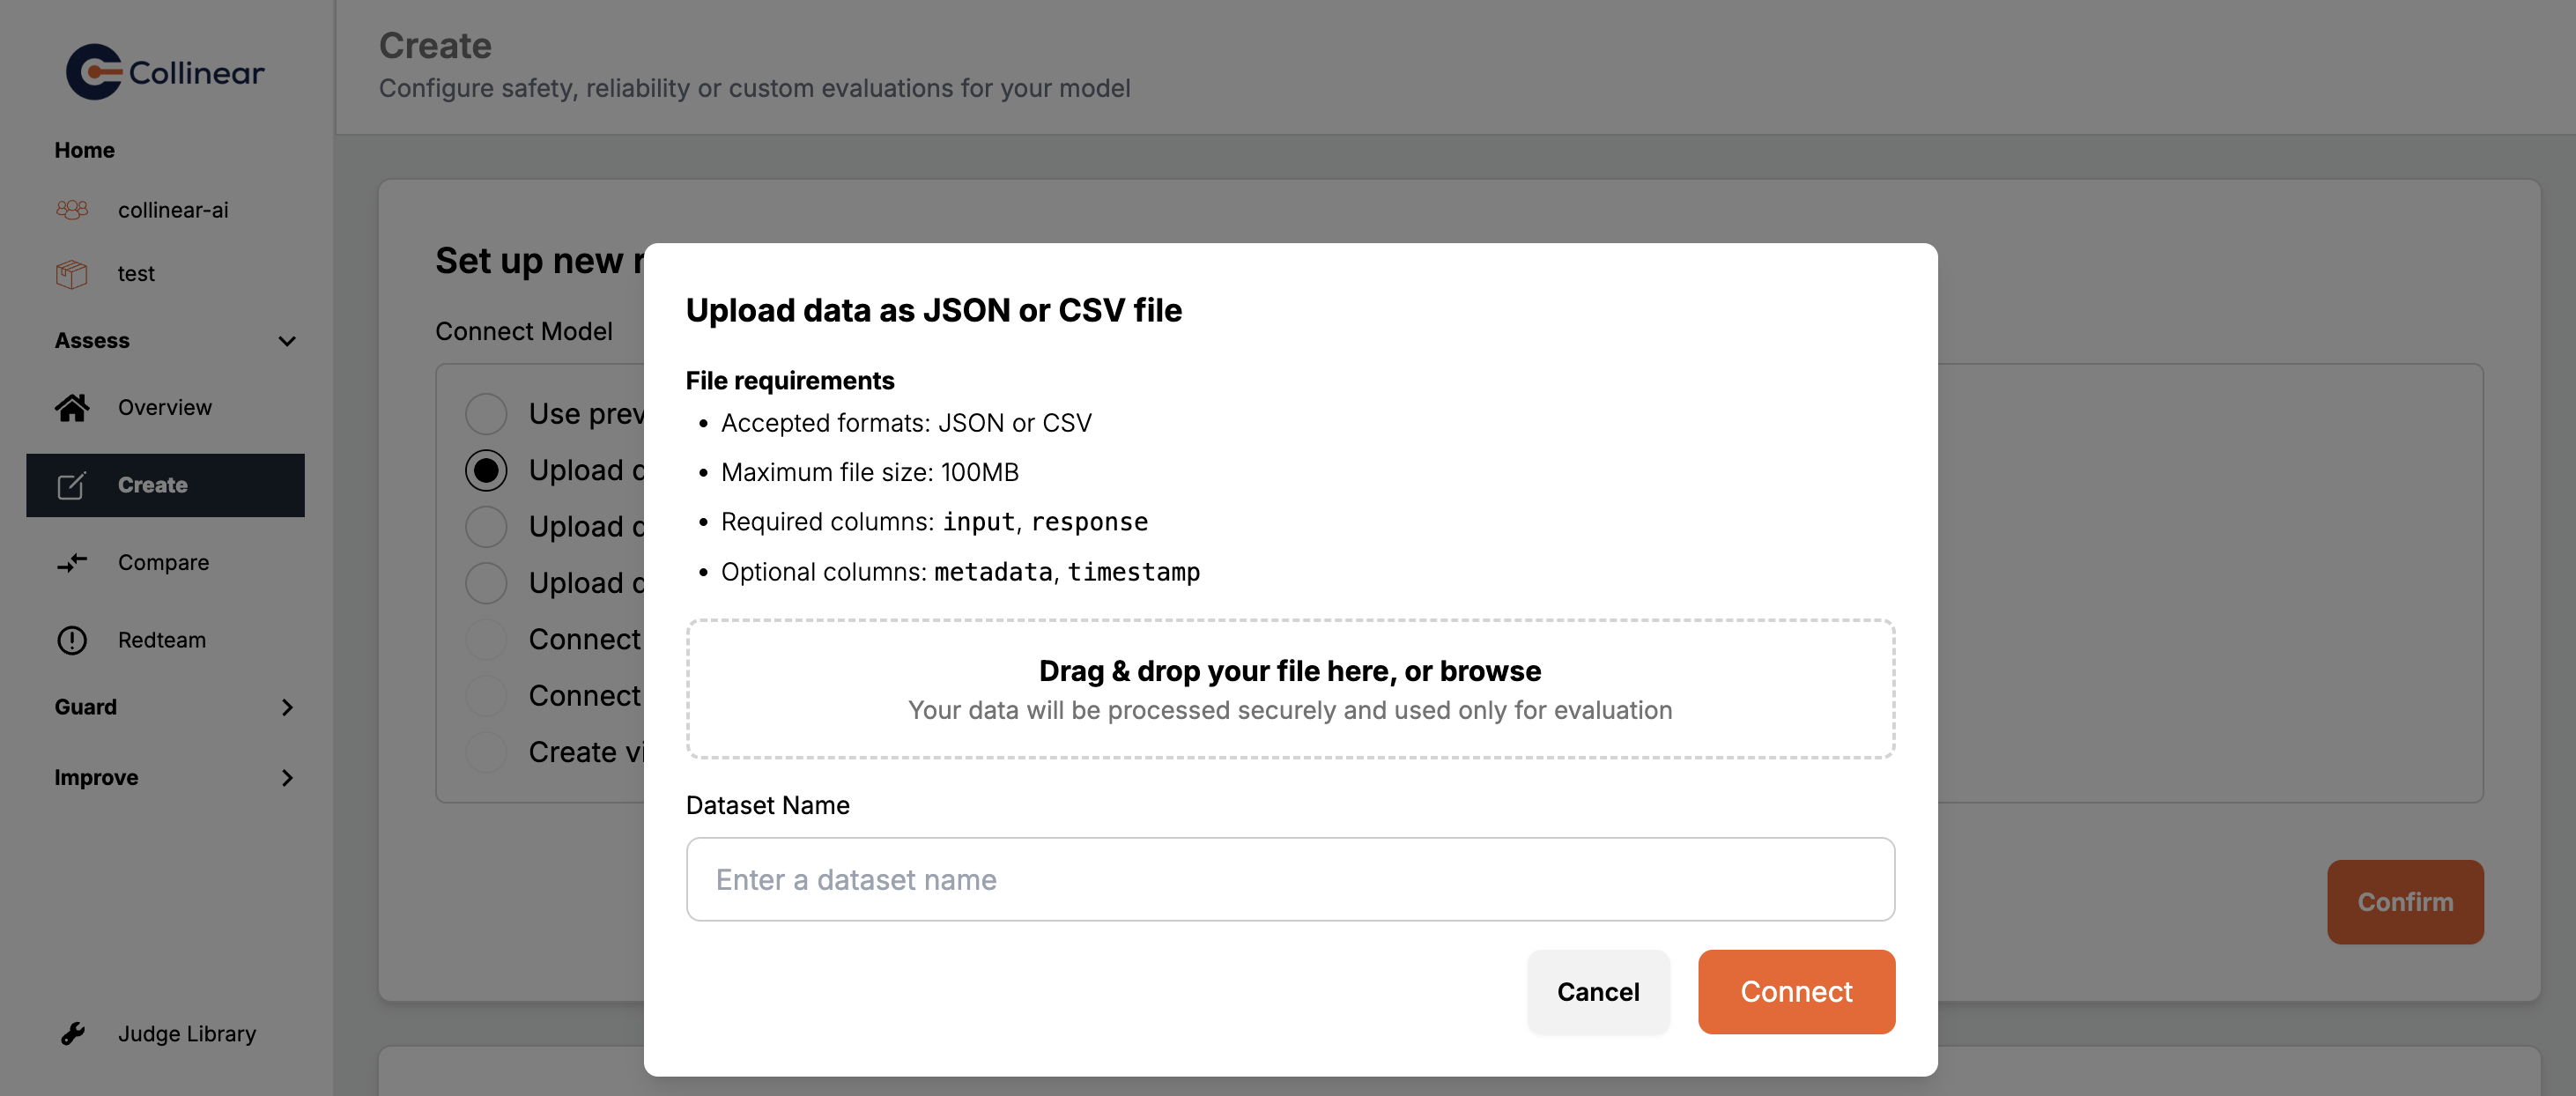 Collinear
Home
collinear-ai
test
Assess
Overview
Create
Compare
Redteam
Guard
Improve
Judge Library
Create
Configure safety, reliability or custom evaluations for your model
Set up new
Connect Model
Use prev
Upload
Upload
Upload
Connect
Connect
Create
Confirm
Upload data as JSON or CSV file
File requirements
• Accepted formats: JSON or CSV
• Maximum file size: 100MB
• Required columns: input, response
• Optional columns: metadata, timestamp
Drag & drop your file here, or browse
Your data will be processed securely and used only for evaluation
Dataset Name
Enter a dataset name
Cancel
Connect